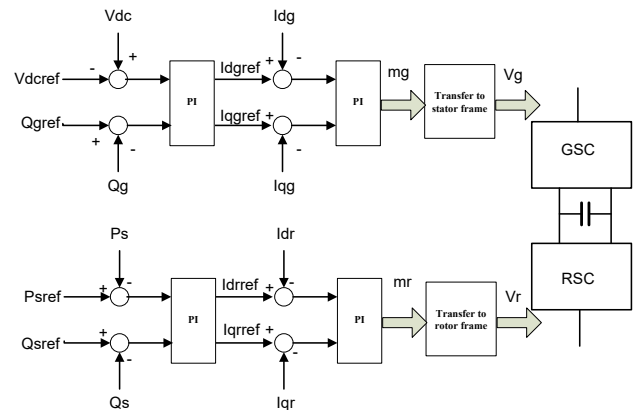 Vdc
Idg
- +
+ -
Vdcref
Idgref
PI
PI
mg
Vg
Transfer to
stator frame
Qgref
+ -
Iqgref
+ -
Qg
Iqg
GSC
Ps
Idr
Psref
+ -
Idrref
+ -
PI
PI
mr
Vr
Transfer to
rotor frame
RSC
Qsref
+ -
Iqrref
+ -
Qs
Iqr